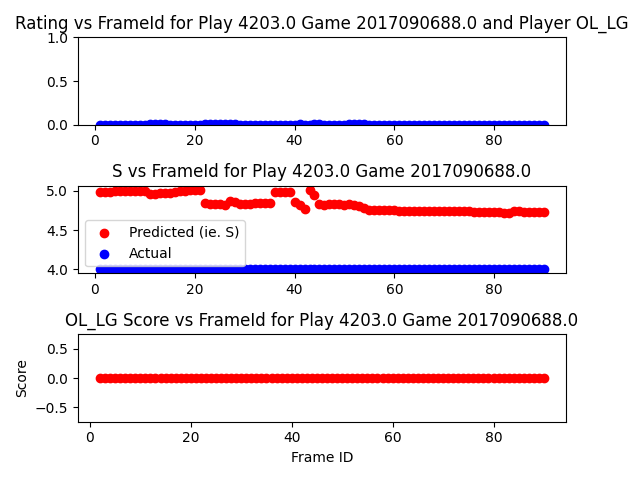 Rating vs FrameId for Play 4203.0 Game 2017090688.0 and Player OL_LG
1.0
0.5
0.0
0 20 40 60 80
S vs FrameId for Play 4203.0 Game 2017090688.0
5.0
4.5
4.0
Predicted (ie. S)
Actual
0 20 40 60 80
OL_LG Score vs FrameId for Play 4203.0 Game 2017090688.0
Score
0.5
0.0
−0.5
0 20 40 60 80
Frame ID